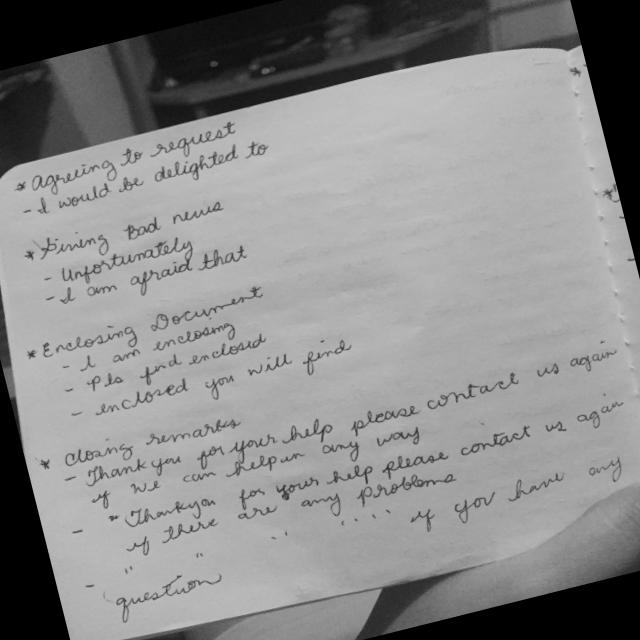 * Agreeing to request
- I would be delighted to
* Giving bad news
- Unfortunately
- I am afraid that
* Enclosing Document
- I am enclosing
- Pls find enclosed
- enclosed you will find
* Closing remarks
- Thank you for your help please contact us again
if we can help in any way
- * Thankyou for your help please contact us again
if there are any problems
- " " " " " " " if you have any
question